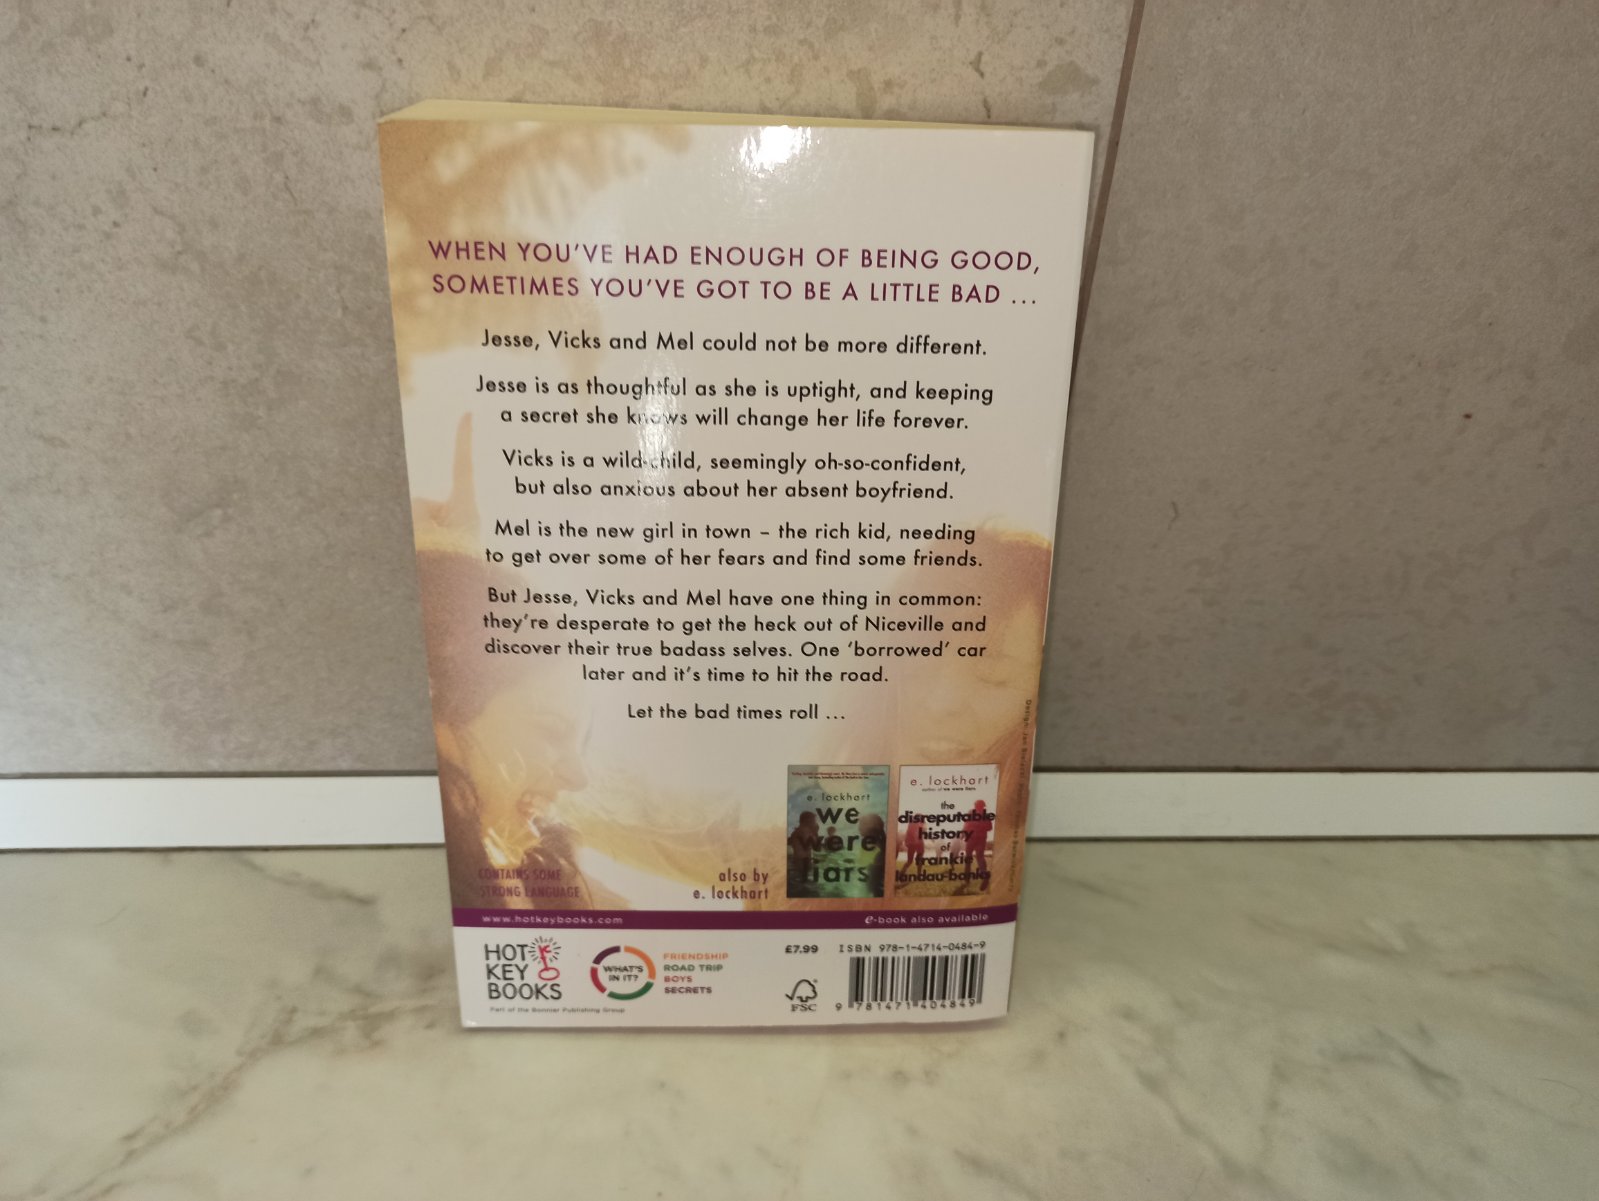 WHEN YOU'VE HAD ENOUGH OF BEING GOOD,
SOMETIMES YOU'VE GOT TO BE A LITTLE BAD ...
Jesse, Vicks and Mel could not be more different.
Jesse is as thoughtful as she is uptight, and keeping
a secret she knows will change her life forever.
Vicks is a wild-child, seemingly oh-so-confident,
but also anxious about her absent boyfriend.
Mel is the new girl in town – the rich kid, needing
to get over some of her fears and find some friends.
But Jesse, Vicks and Mel have one thing in common:
they're desperate to get the heck out of Niceville and
discover their true badass selves. One 'borrowed' car
later and it's time to hit the road.
Let the bad times roll ...
e. lockhart
we
were
liars
e. lockhart
author of we were liars
the
disreputable
history
of
frankie
landau-banks
CONTAINS SOME
STRONG LANGUAGE
also by
e. lockhart
www.hotkeybooks.com
e-book also available
HOT
KEY
BOOKS
Part of the Bonnier Publishing Group
WHAT'S
IN IT?
FRIENDSHIP
ROAD TRIP
BOYS
SECRETS
£7.99
FSC
ISBN 978-1-4714-0484-9
9 781471 404849
Design: Jan